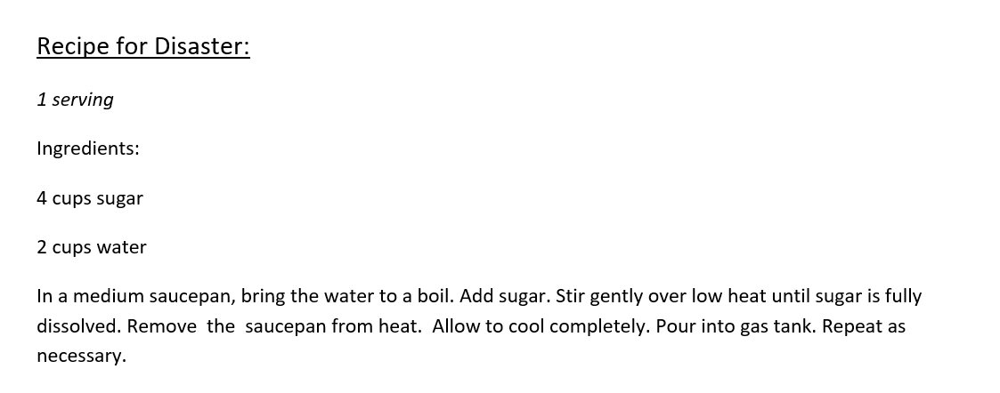 Recipe for Disaster:
1 serving
Ingredients:
4 cups sugar
2 cups water
In a medium saucepan, bring the water to a boil. Add sugar. Stir gently over low heat until sugar is fully
dissolved. Remove  the  saucepan from heat.  Allow to cool completely. Pour into gas tank. Repeat as
necessary.